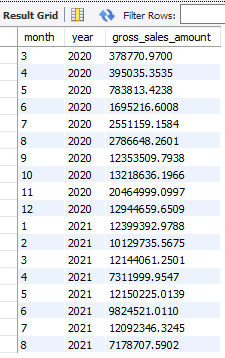 Result Grid Filter Rows:
month year gross_sales_amount
3 2020 378770.9700
4 2020 395035.3535
5 2020 783813.4238
6 2020 1695216.6008
7 2020 2551159.1584
8 2020 2786648.2601
9 2020 12353509.7938
10 2020 13218636.1966
11 2020 20464999.0997
12 2020 12944659.6509
1 2021 12399392.9788
2 2021 10129735.5675
3 2021 12144061.2501
4 2021 7311999.9547
5 2021 12150225.0139
6 2021 9824521.0110
7 2021 12092346.3245
8 2021 7178707.5902